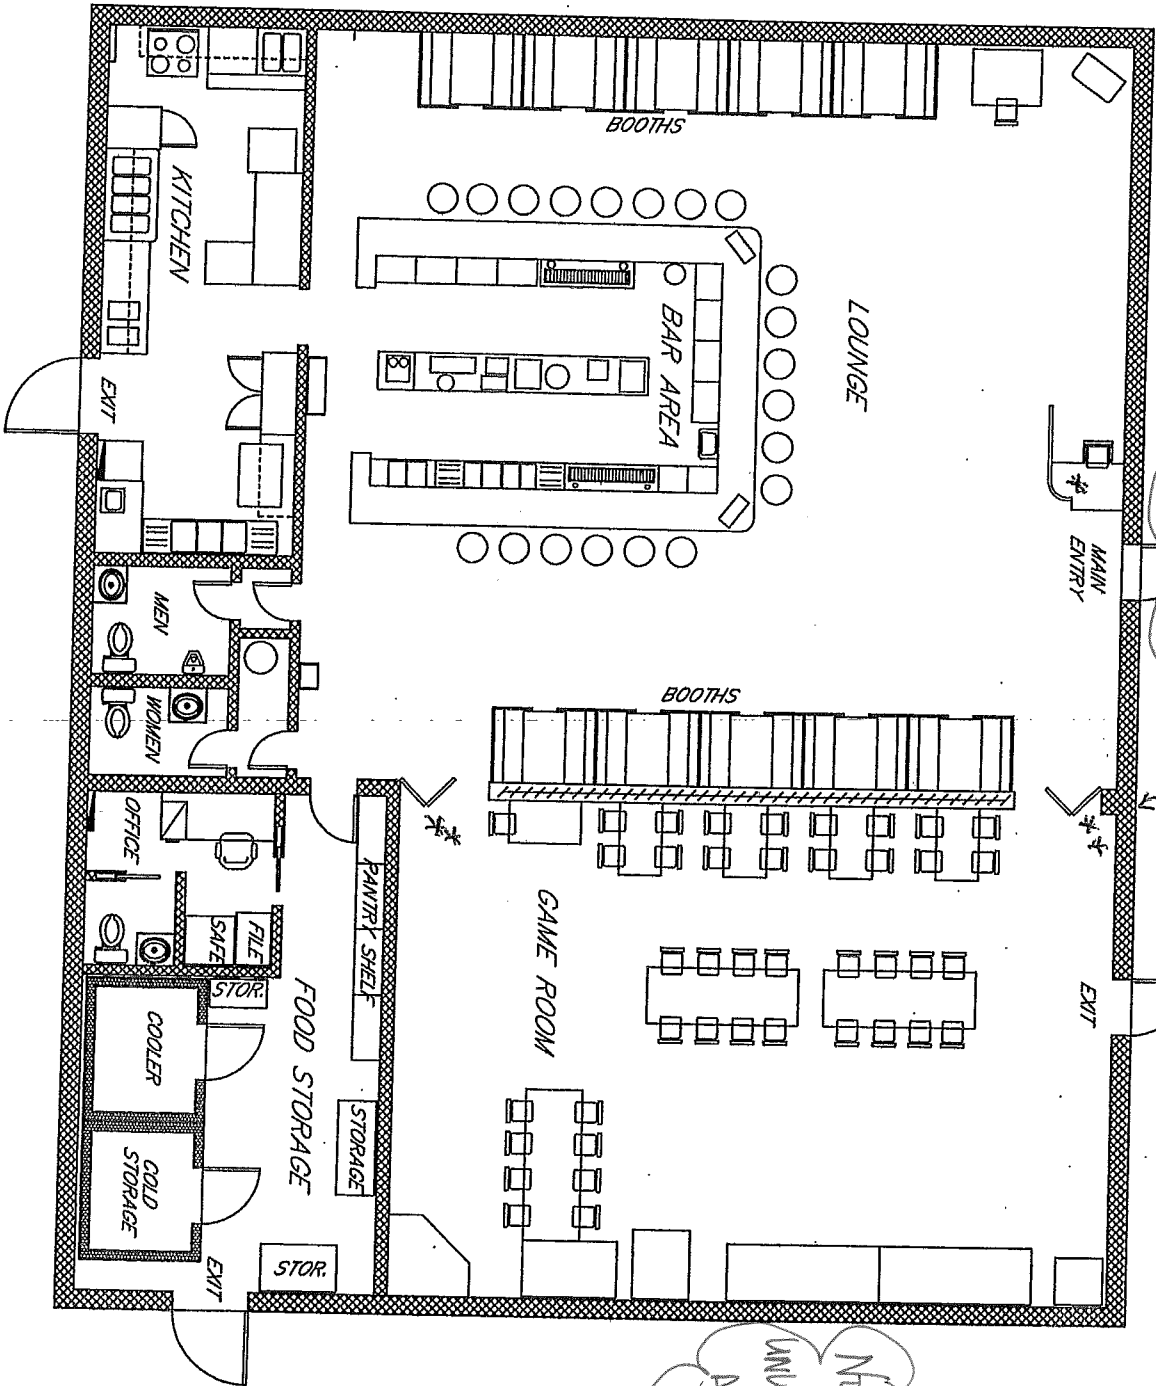 BOOTHS
KITCHEN
LOUNGE
BAR AREA
EXIT
MAIN
ENTRY
MEN
WOMEN
BOOTHS
OFFICE
PANTRY SHELF
FILE
SAFE
STOR.
GAME ROOM
EXIT
FOOD STORAGE
COOLER
STORAGE
COLD
STORAGE
EXIT
STOR.